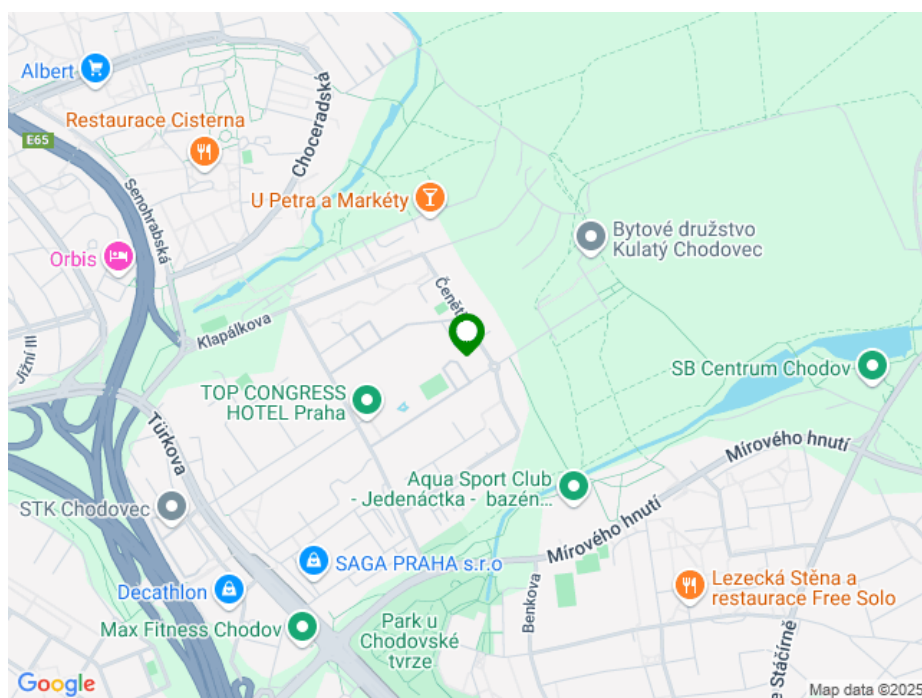 Albert
E65
Restaurace Cisterna
Choceradská
Senohrabská
U Petra a Markéty
Orbis
Bytové družstvo
Kulatý Chodovec
Čenět
Klapálkova
Jižní III
SB Centrum Chodov
TOP CONGRESS
HOTEL Praha
Türkova
Mírového hnutí
Aqua Sport Club
- Jedenáctka - bazén...
STK Chodovec
Mírového hnutí
SAGA PRAHA s.r.o
Decathlon
Benkova
Lezecká Stěna a
restaurace Free Solo
Max Fitness Chodov
Park u
Chodovské
tvrze
e Stáčírně
Google
Map data ©2025